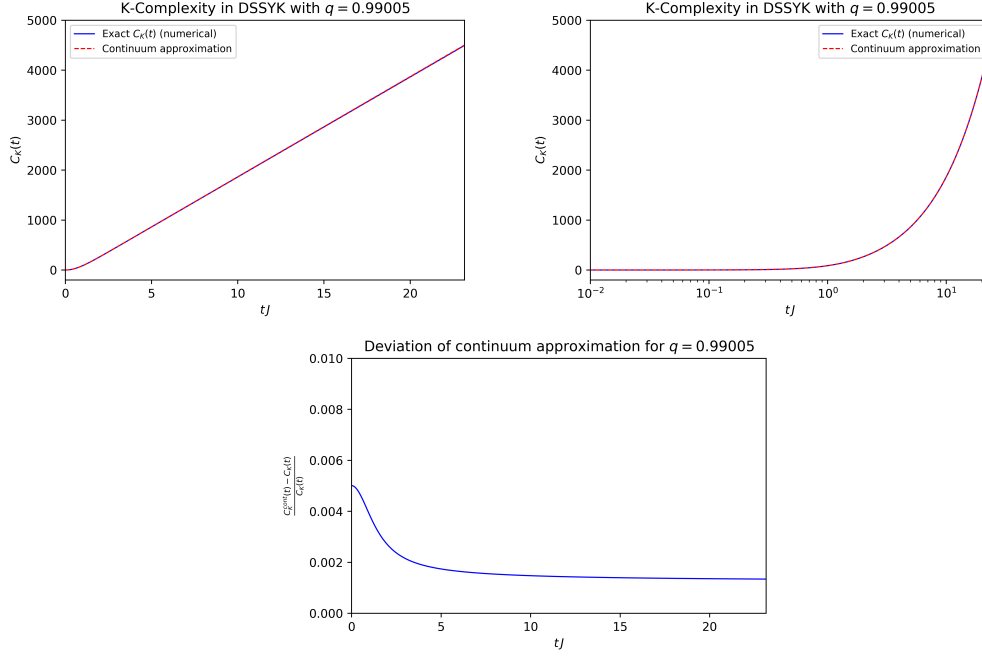 K-Complexity in DSSYK with q = 0.99005
Exact C_K(t) (numerical)
Continuum approximation
5000
4000
3000
2000
1000
0
C_K(t)
0 5 10 15 20
tJ
K-Complexity in DSSYK with q = 0.99005
Exact C_K(t) (numerical)
Continuum approximation
5000
4000
3000
2000
1000
0
C_K(t)
10^{-2} 10^{-1} 10^0 10^1
tJ
Deviation of continuum approximation for q = 0.99005
0.010
0.008
0.006
0.004
0.002
0.000
\frac{C_K^{cont}(t) − C_K(t)}{C_K(t)}
0 5 10 15 20
tJ